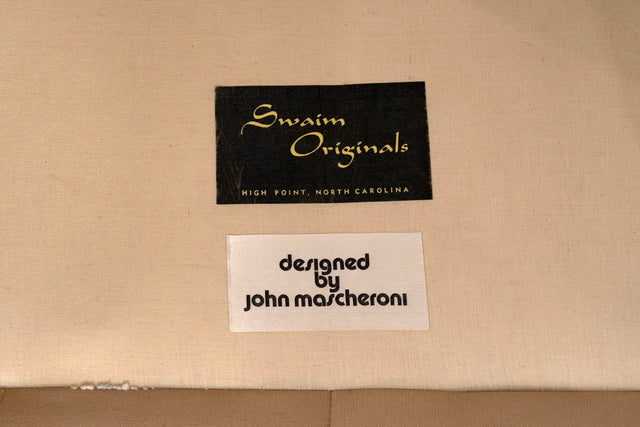 Swaim
Originals
HIGH POINT, NORTH CAROLINA
designed
by
john mascheroni